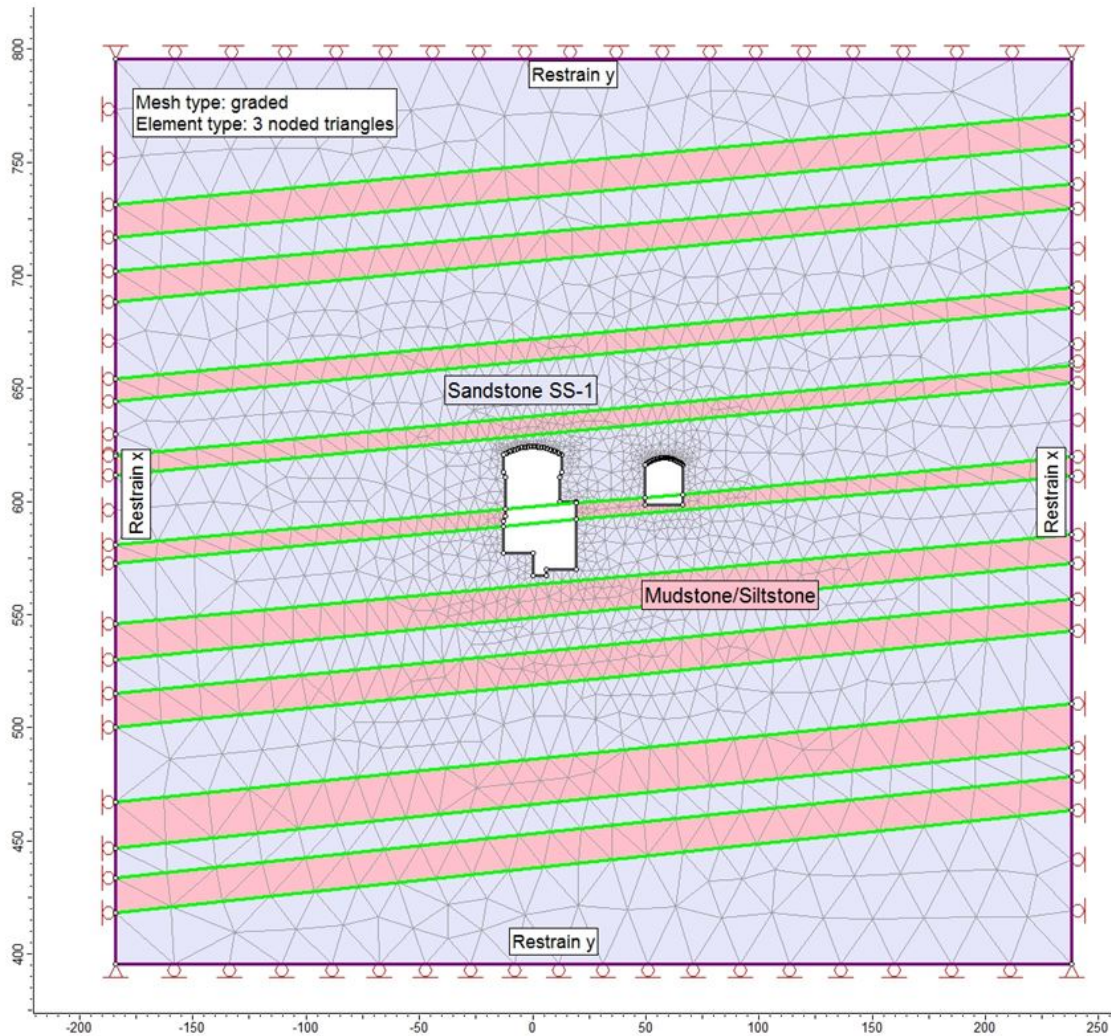 800
Restrain y
Mesh type: graded
Element type: 3 noded triangles
750
700
650
Sandstone SS-1
600
Restrain x
Restrain x
550
Mudstone/Siltstone
500
450
Restrain y
400
-200 -150 -100 -50 0 50 100 150 200 250